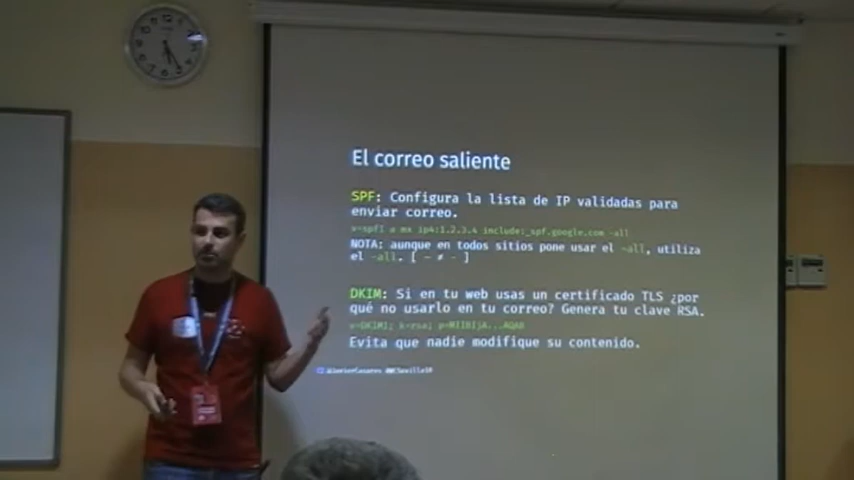 El correo saliente
SPF: Configura la lista de IP validadas para
enviar correo.
v=spf1 a mx ip4:1.2.3.4 include:_spf.google.com ~all
NOTA: aunque en todos sitios pone usar el ~all, utiliza
el -all. [ ~ ≠ - ]
DKIM: Si en tu web usas un certificado TLS ¿por
qué no usarlo en tu correo? Genera tu clave RSA.
v=DKIM1; k=rsa;
Evita que nadie modifique su contenido.
@JavierCasares